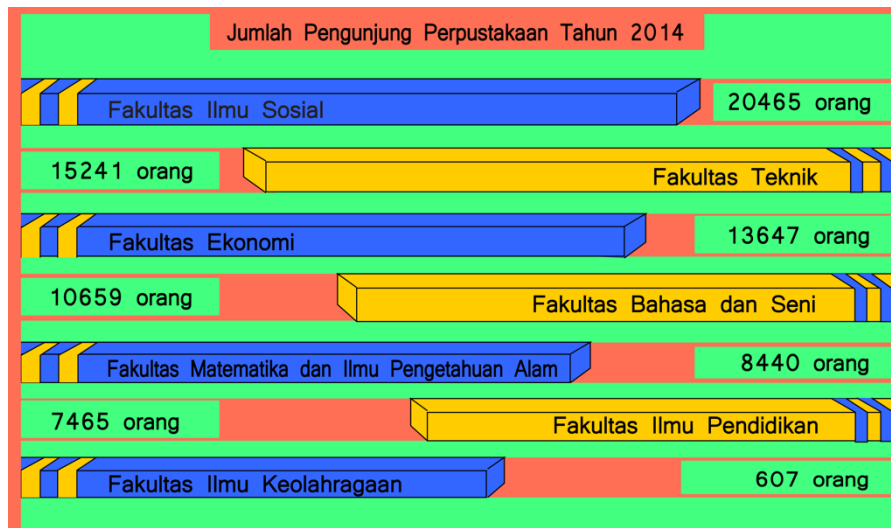 Jumlah Pengunjung Perpustakaan Tahun 2014
Fakultas Ilmu Sosial
20465 orang
15241 orang
Fakultas Teknik
Fakultas Ekonomi
13647 orang
10659 orang
Fakultas Bahasa dan Seni
Fakultas Matematika dan Ilmu Pengetahuan Alam
8440 orang
7465 orang
Fakultas Ilmu Pendidikan
Fakultas Ilmu Keolahragaan
607 orang